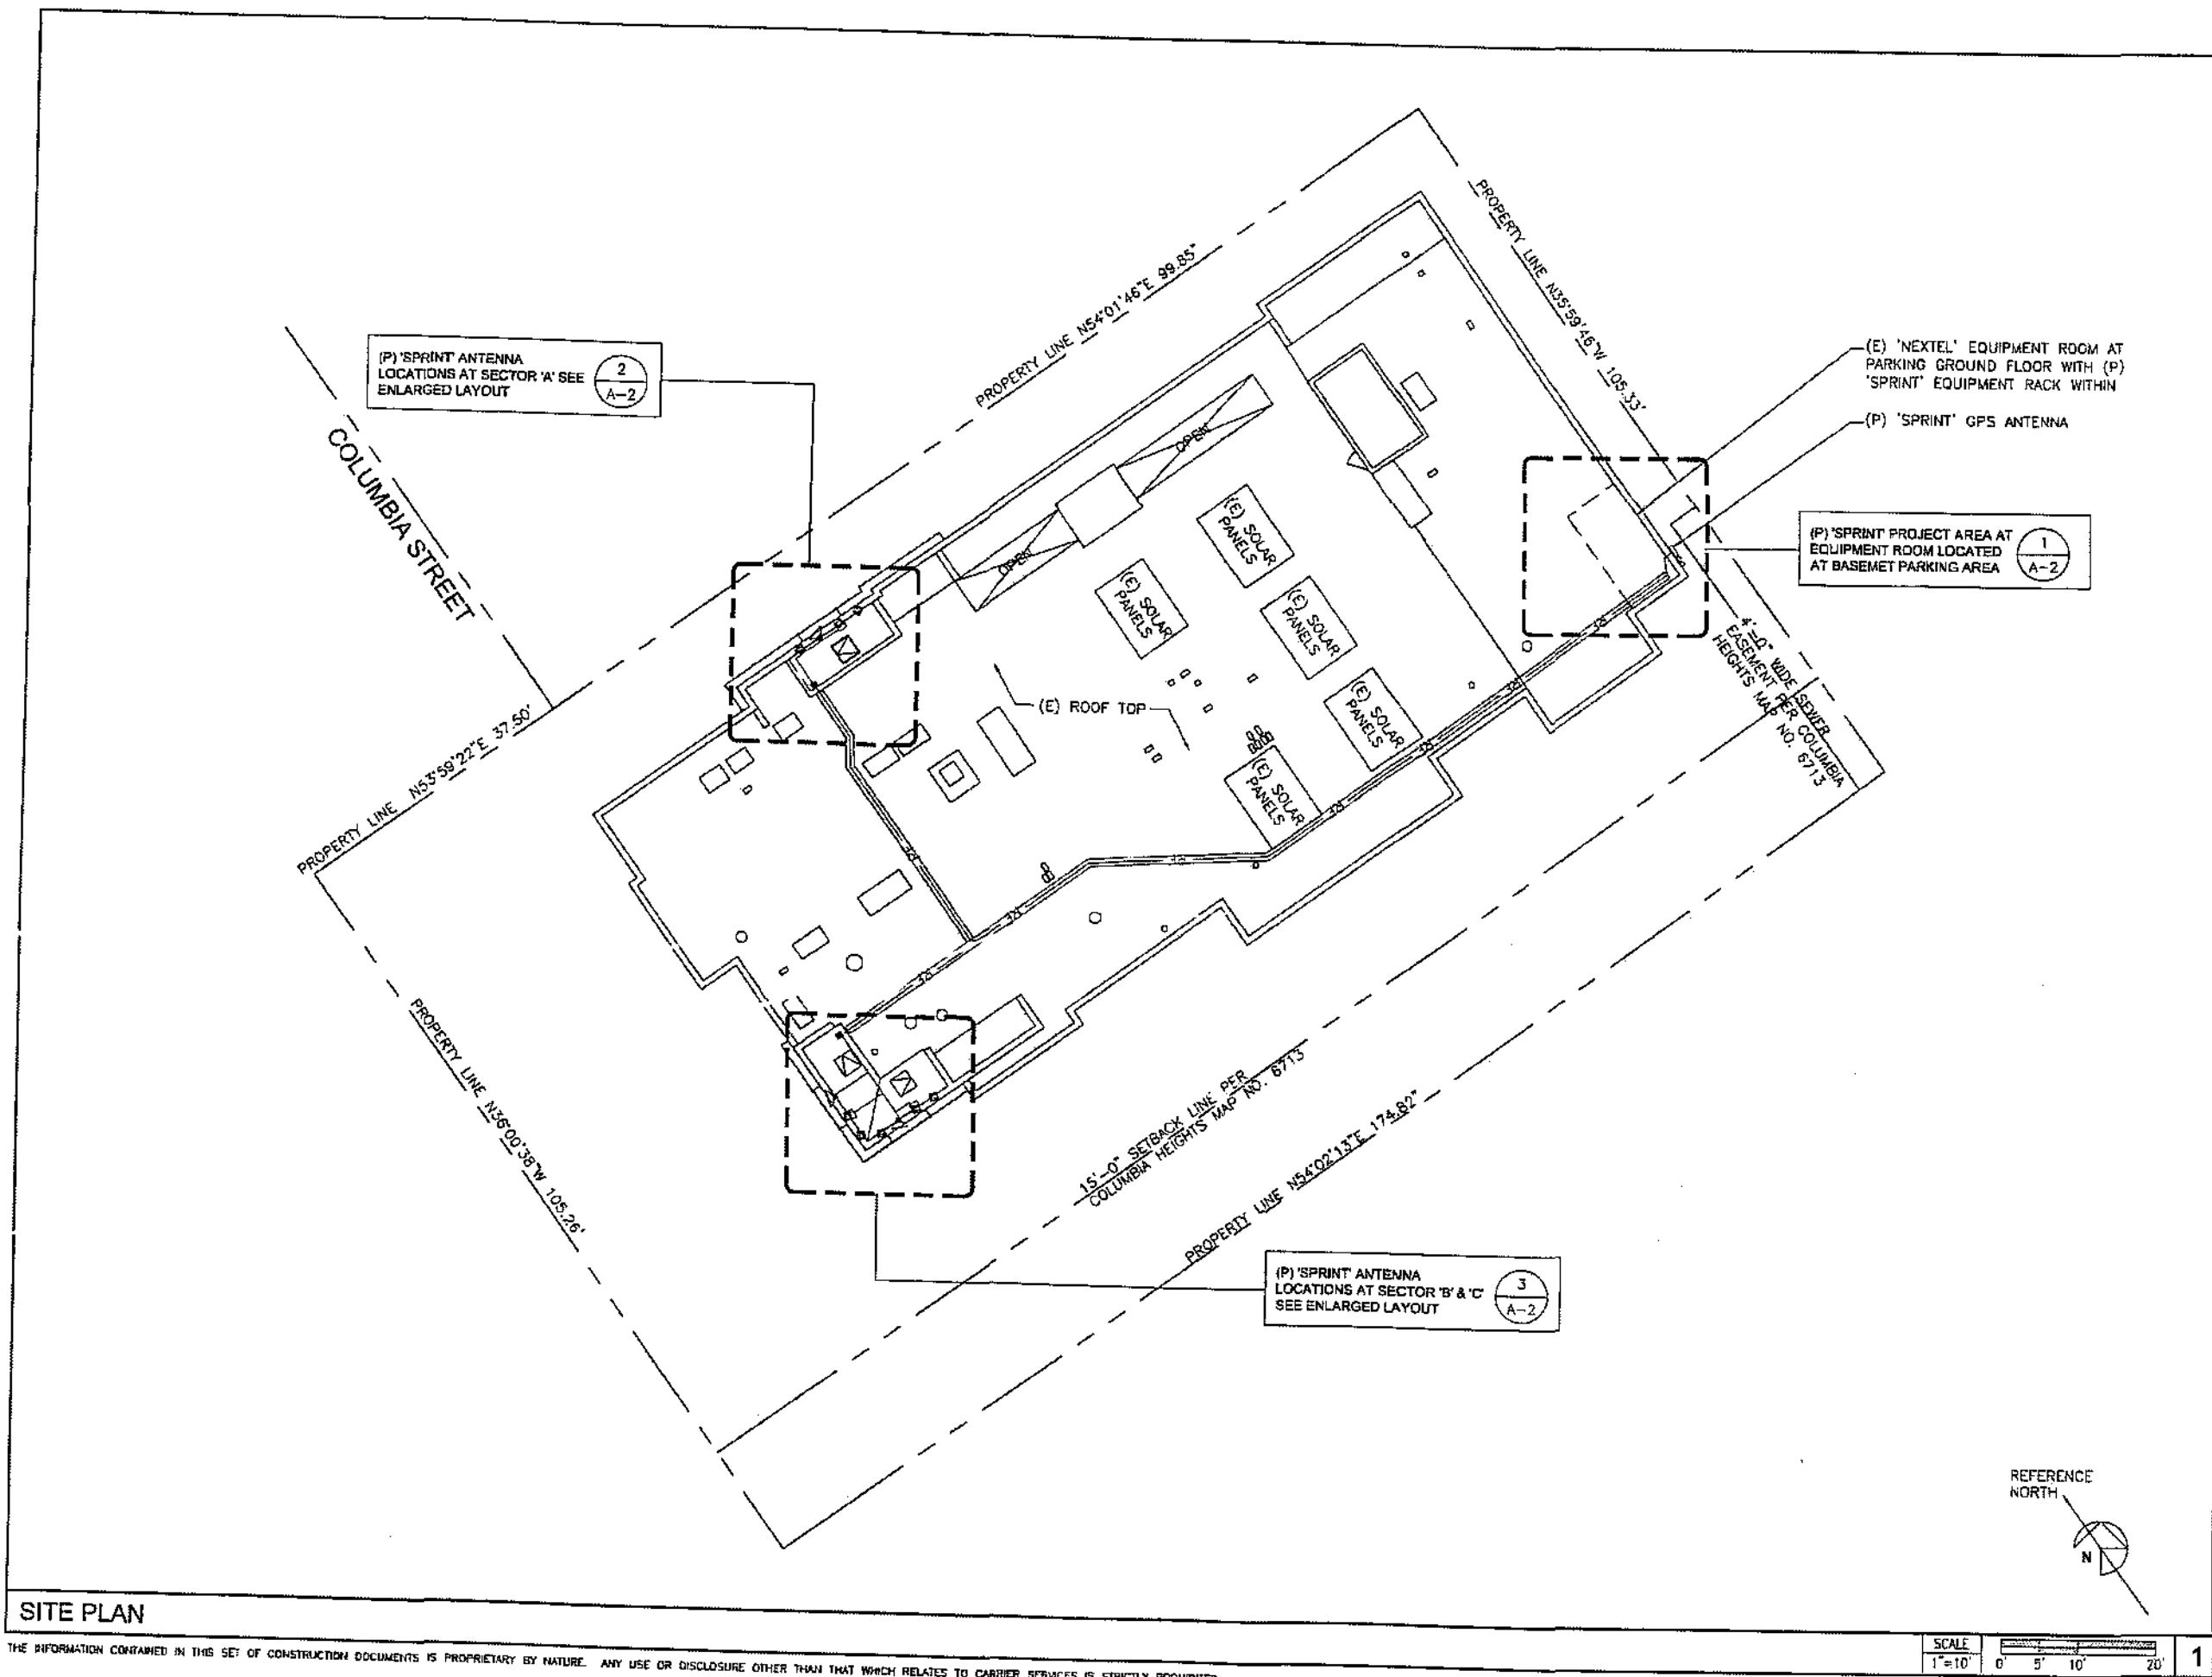 (P) 'SPRINT' ANTENNA
LOCATIONS AT SECTOR 'A' SEE
ENLARGED LAYOUT
2
A-2
COLUMBIA STREET
PROPERTY LINE N54°01'46"E 99.85"
PROPERTY LINE N35°59'46"W 105.33'
(E) 'NEXTEL' EQUIPMENT ROOM AT
PARKING GROUND FLOOR WITH (P)
'SPRINT' EQUIPMENT RACK WITHIN
(P) 'SPRINT' GPS ANTENNA
(P) 'SPRINT' PROJECT AREA AT
EQUIPMENT ROOM LOCATED
AT BASEMET PARKING AREA
1
A-2
OPEN
OPEN
(E) SOLAR
PANELS
(E) SOLAR
PANELS
(E) SOLAR
PANELS
(E) SOLAR
PANELS
(E) SOLAR
PANELS
(E) ROOF TOP
4'-0" WIDE SEWER
EASEMENT PER COLUMBIA
HEIGHTS MAP NO. 6713
PROPERTY LINE N53°59'22"E 37.50'
PROPERTY LINE N36°00'38"W 105.26'
15'-0" SETBACK LINE PER
COLUMBIA HEIGHTS MAP NO. 6713
PROPERTY LINE N54°02'13"E 174.82"
(P) 'SPRINT' ANTENNA
LOCATIONS AT SECTOR 'B' & 'C'
SEE ENLARGED LAYOUT
3
A-2
REFERENCE
NORTH
N
SITE PLAN
SCALE
1"=10'
0' 5' 10' 20'
1
THE INFORMATION CONTAINED IN THIS SET OF CONSTRUCTION DOCUMENTS IS PROPRIETARY BY NATURE. ANY USE OR DISCLOSURE OTHER THAN THAT WHICH RELATES TO CARRIER SERVICES IS STRICTLY